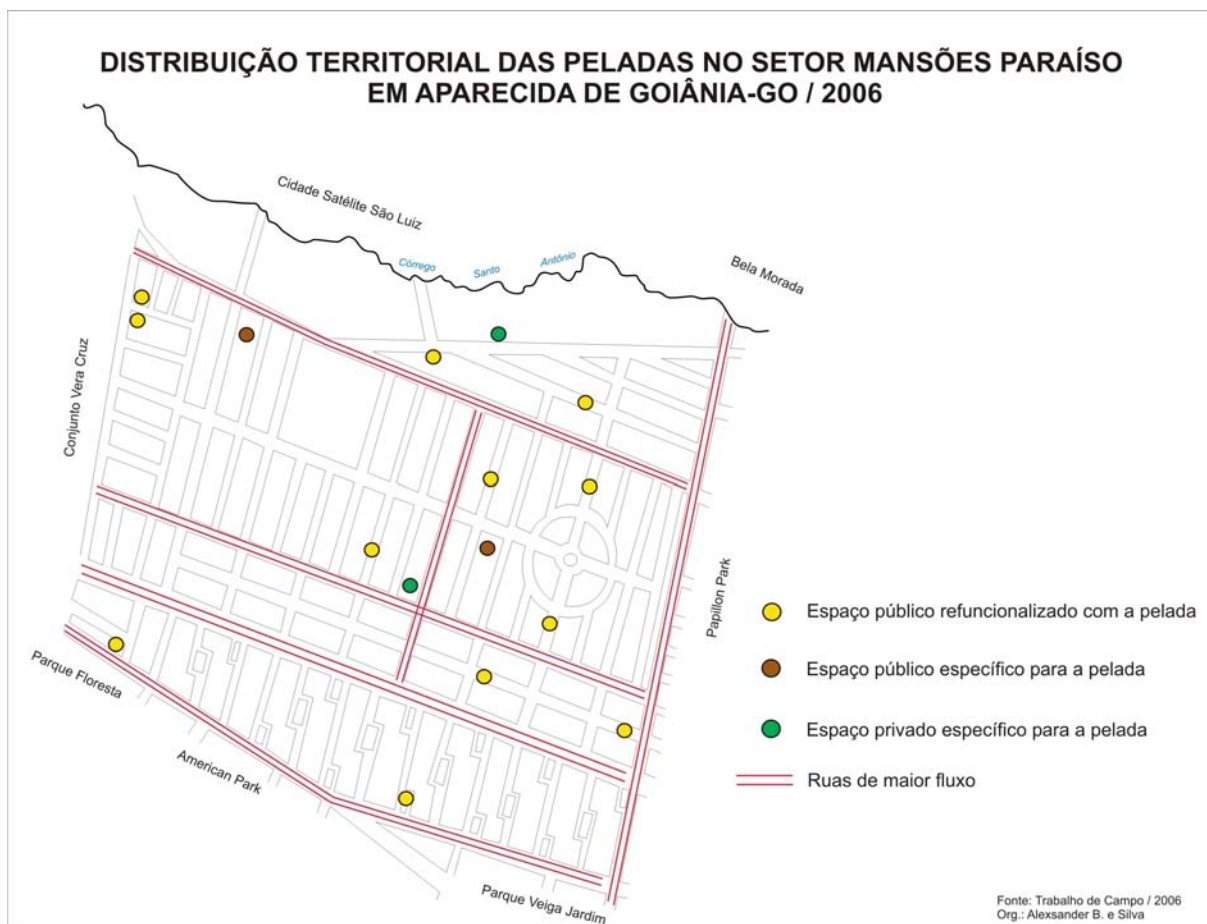 DISTRIBUIÇÃO TERRITORIAL DAS PELADAS NO SETOR MANSÕES PARAÍSO
EM APARECIDA DE GOIÂNIA-GO / 2006
Cidade Satélite São Luiz
Córrego Santo Antônio
Bela Morada
Conjunto Vera Cruz
Papillon Park
Espaço público refuncionalizado com a pelada
Espaço público específico para a pelada
Espaço privado específico para a pelada
Ruas de maior fluxo
Parque Floresta
American Park
Parque Veiga Jardim
Fonte: Trabalho de Campo / 2006
Org.: Alexsander B. e Silva